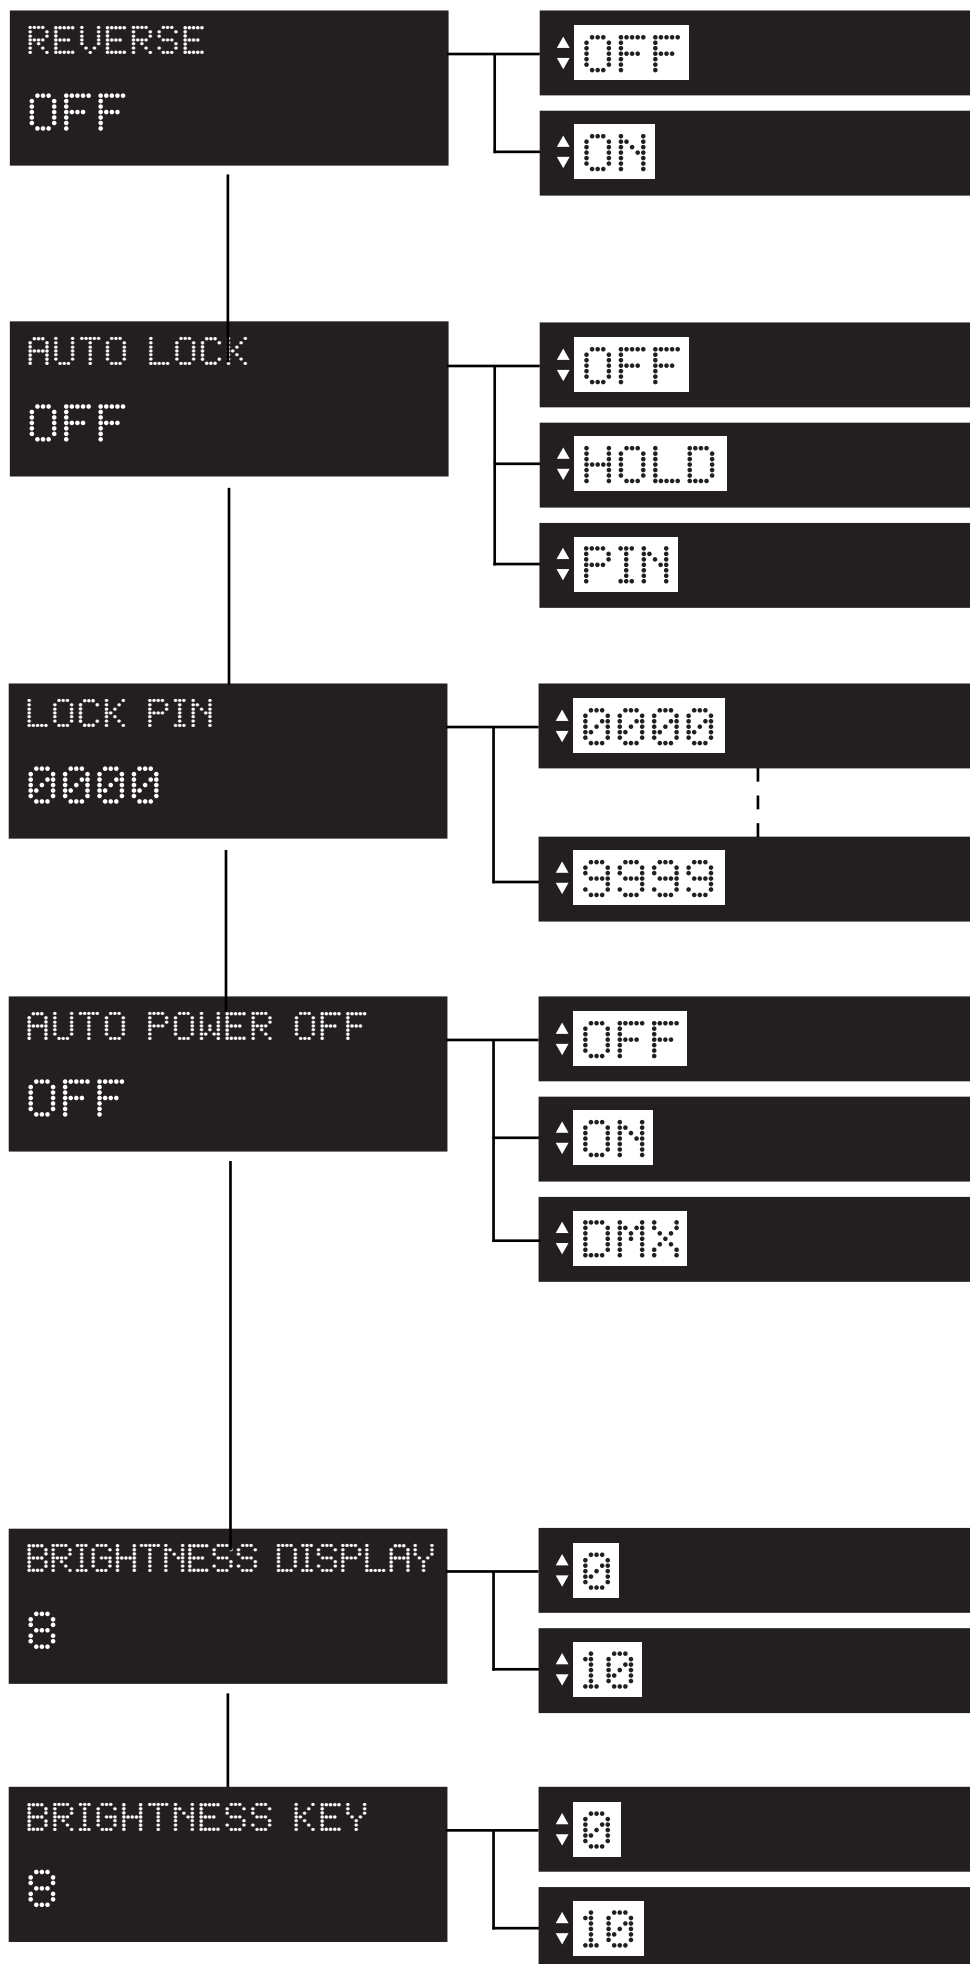 REVERSE
OFF
OFF
ON
AUTO LOCK
OFF
OFF
HOLD
PIN
LOCK PIN
0000
0000
9999
AUTO POWER OFF
OFF
OFF
ON
DMX
BRIGHTNESS DISPLAY
8
0
10
BRIGHTNESS KEY
8
0
10